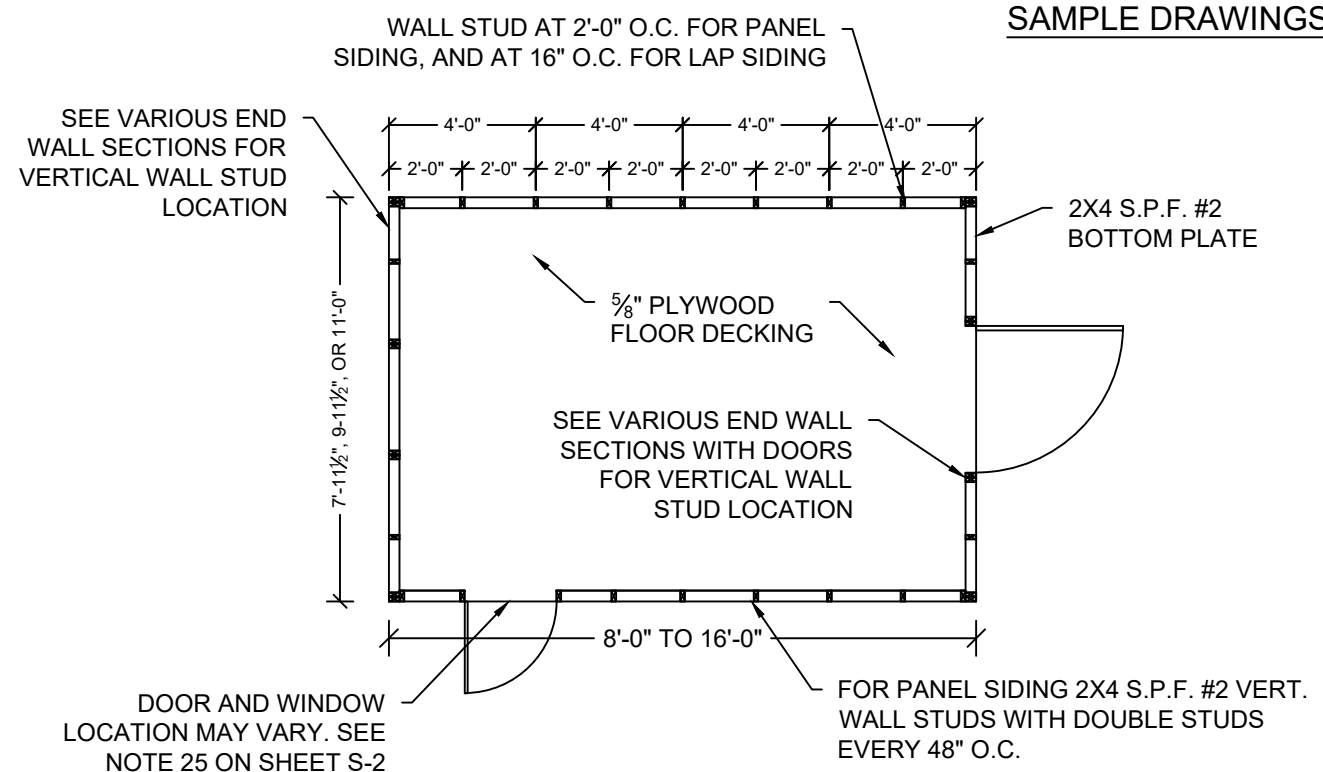 SAMPLE DRAWINGS
WALL STUD AT 2'-0" O.C. FOR PANEL
SIDING, AND AT 16" O.C. FOR LAP SIDING
SEE VARIOUS END
WALL SECTIONS FOR
VERTICAL WALL STUD
LOCATION
4'-0" 4'-0" 4'-0" 4'-0"
2'-0" 2'-0" 2'-0" 2'-0" 2'-0" 2'-0" 2'-0" 2'-0"
2X4 S.P.F. #2
BOTTOM PLATE
⅝" PLYWOOD
FLOOR DECKING
7'-11½", 9-11½", OR 11'-0"
SEE VARIOUS END WALL
SECTIONS WITH DOORS
FOR VERTICAL WALL
STUD LOCATION
8'-0" TO 16'-0"
DOOR AND WINDOW
LOCATION MAY VARY. SEE
NOTE 25 ON SHEET S-2
FOR PANEL SIDING 2X4 S.P.F. #2 VERT.
WALL STUDS WITH DOUBLE STUDS
EVERY 48" O.C.